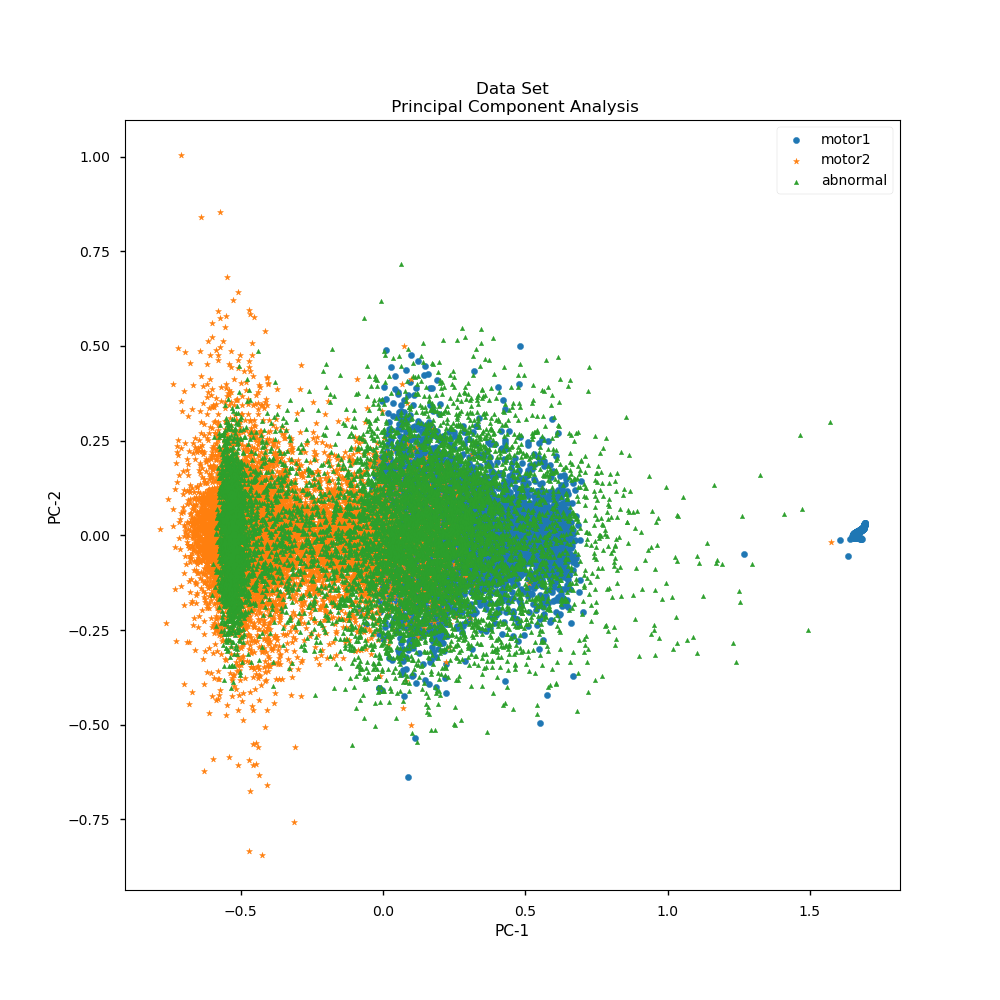 Data Set
Principal Component Analysis
motor1
motor2
abnormal
1.00
0.75
0.50
0.25
0.00
−0.25
−0.50
−0.75
PC-2
−0.5
0.0
0.5
1.0
1.5
PC-1